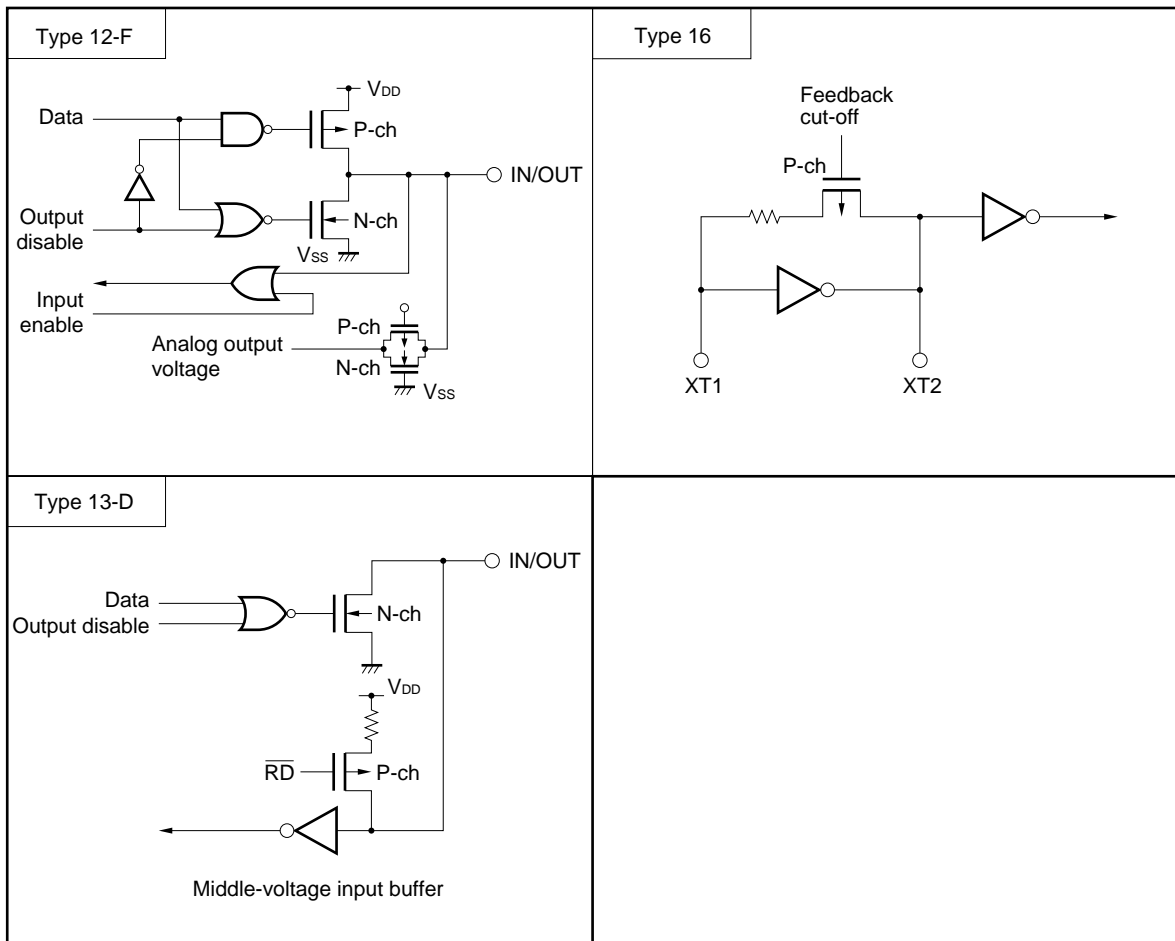 Type 12-F
VDD
Data
P-ch
IN/OUT
Output
disable
N-ch
VSS
Input
enable
P-ch
Analog output
voltage
N-ch
VSS
Type 16
Feedback
cut-off
P-ch
XT1
XT2
Type 13-D
IN/OUT
Data
Output disable
N-ch
VDD
RD
P-ch
Middle-voltage input buffer